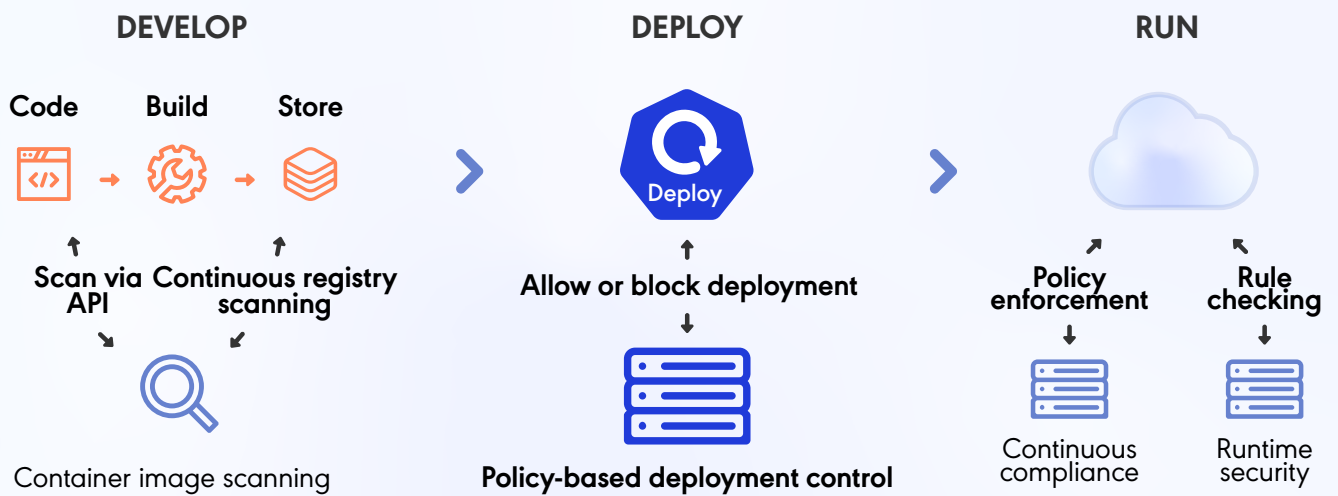 DEVELOP
DEPLOY
RUN
Code
Build
Store
</>
Deploy
Scan via
API
Continuous registry
scanning
Allow or block deployment
Policy
enforcement
Rule
checking
Container image scanning
Policy-based deployment control
Continuous
compliance
Runtime
security